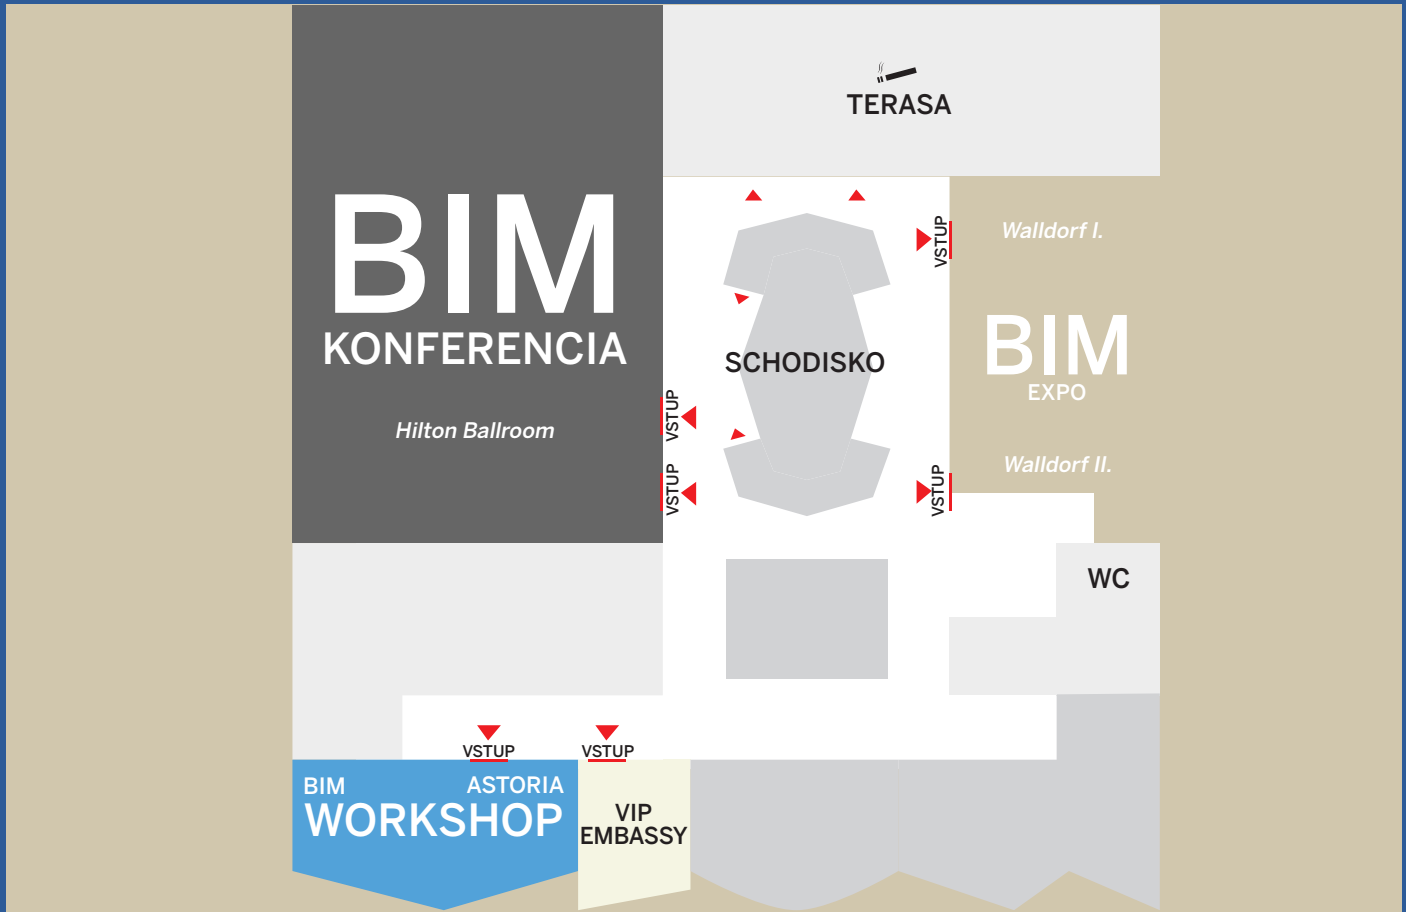 TERASA
BIM
KONFERENCIA
Hilton Ballroom
VSTUP
VSTUP
SCHODISKO
VSTUP
VSTUP
Walldorf I.
BIM
EXPO
Walldorf II.
WC
VSTUP
VSTUP
BIM ASTORIA
WORKSHOP
VIP
EMBASSY